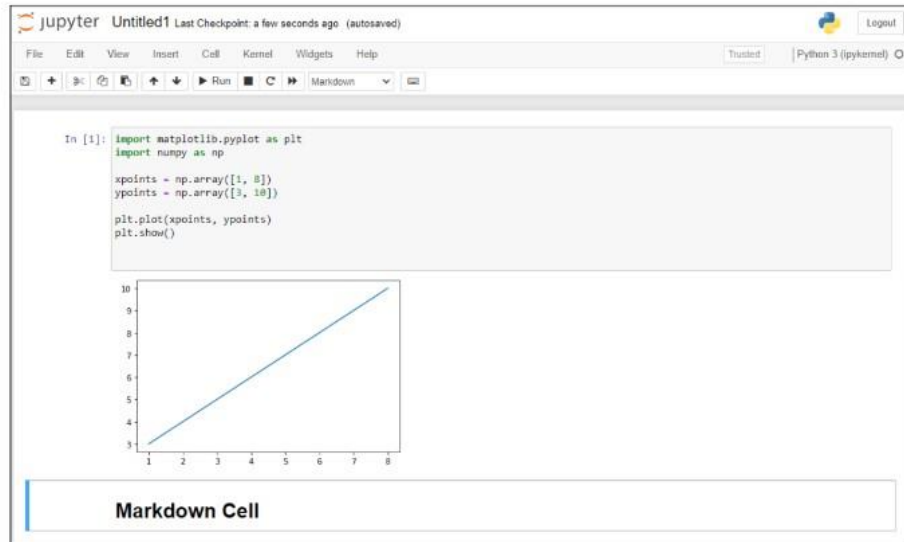 jupyter Untitled1 Last Checkpoint: a few seconds ago (autosaved)
Logout
File Edit View Insert Cell Kernel Widgets Help
Trusted Python 3 (ipykernel)
Run Markdown
In [1]: import matplotlib.pyplot as plt
import numpy as np
xpoints = np.array([1, 8])
ypoints = np.array([3, 10])
plt.plot(xpoints, ypoints)
plt.show()
10
9
8
7
6
5
4
3
1 2 3 4 5 6 7 8
Markdown Cell